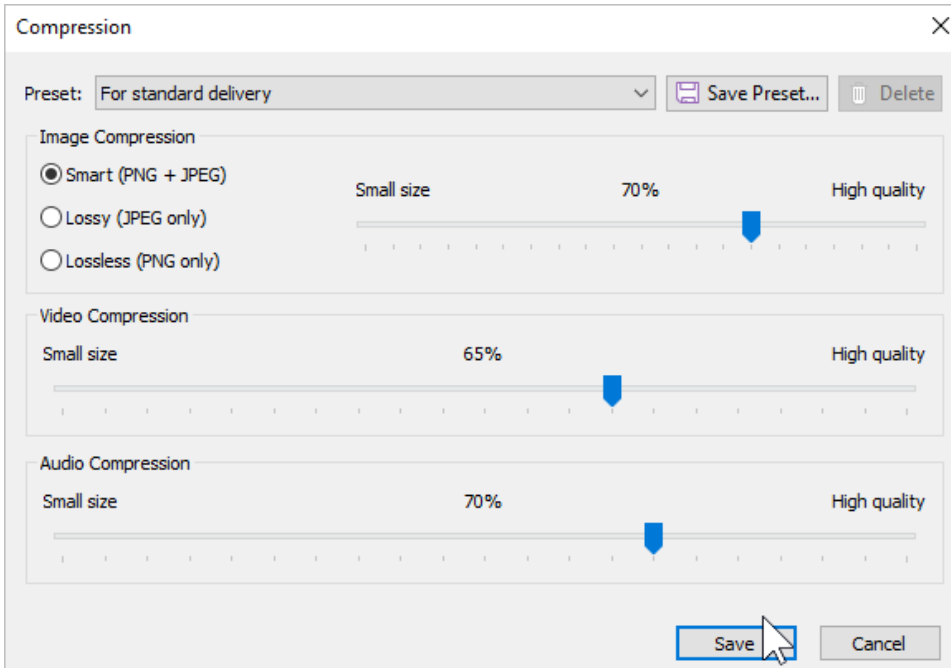 Compression
Preset: For standard delivery Save Preset... Delete
Image Compression
Smart (PNG + JPEG)
Small size 70% High quality
Lossy (JPEG only)
Lossless (PNG only)
Video Compression
Small size 65% High quality
Audio Compression
Small size 70% High quality
Save Cancel